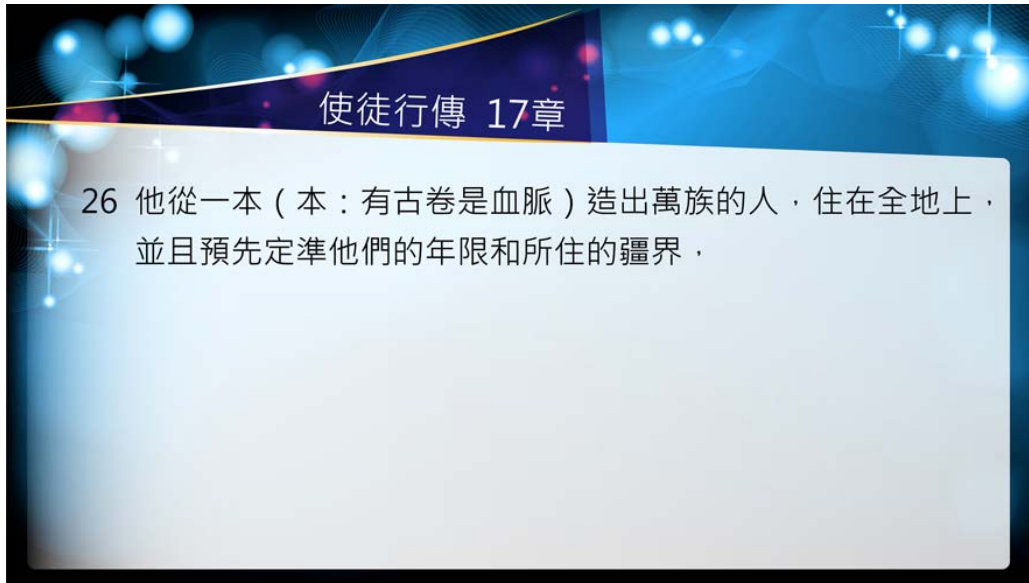 使徒行傳 17章
26 他從一本（本：有古卷是血脈）造出萬族的人，住在全地上，
並且預先定準他們的年限和所住的疆界，